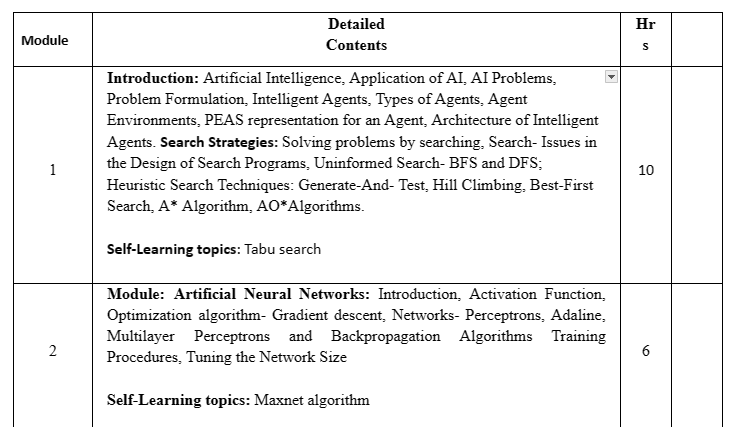 Module
Detailed
Contents
Hr
s
1
Introduction: Artificial Intelligence, Application of AI, AI Problems,
Problem Formulation, Intelligent Agents, Types of Agents, Agent
Environments, PEAS representation for an Agent, Architecture of Intelligent
Agents. Search Strategies: Solving problems by searching, Search- Issues in
the Design of Search Programs, Uninformed Search- BFS and DFS;
Heuristic Search Techniques: Generate-And- Test, Hill Climbing, Best-First
Search, A* Algorithm, AO*Algorithms.
Self-Learning topics: Tabu search
10
2
Module: Artificial Neural Networks: Introduction, Activation Function,
Optimization algorithm- Gradient descent, Networks- Perceptrons, Adaline,
Multilayer Perceptrons and Backpropagation Algorithms Training
Procedures, Tuning the Network Size
Self-Learning topics: Maxnet algorithm
6